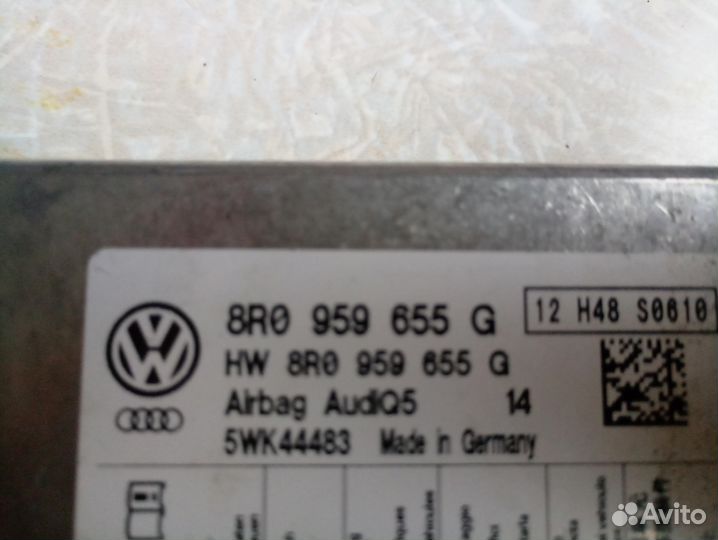 8R0 959 655 G
12 H48 S0610
HW 8R0 959 655 G
Airbag AudiQ5 14
5WK44483 Made in Germany
Avito